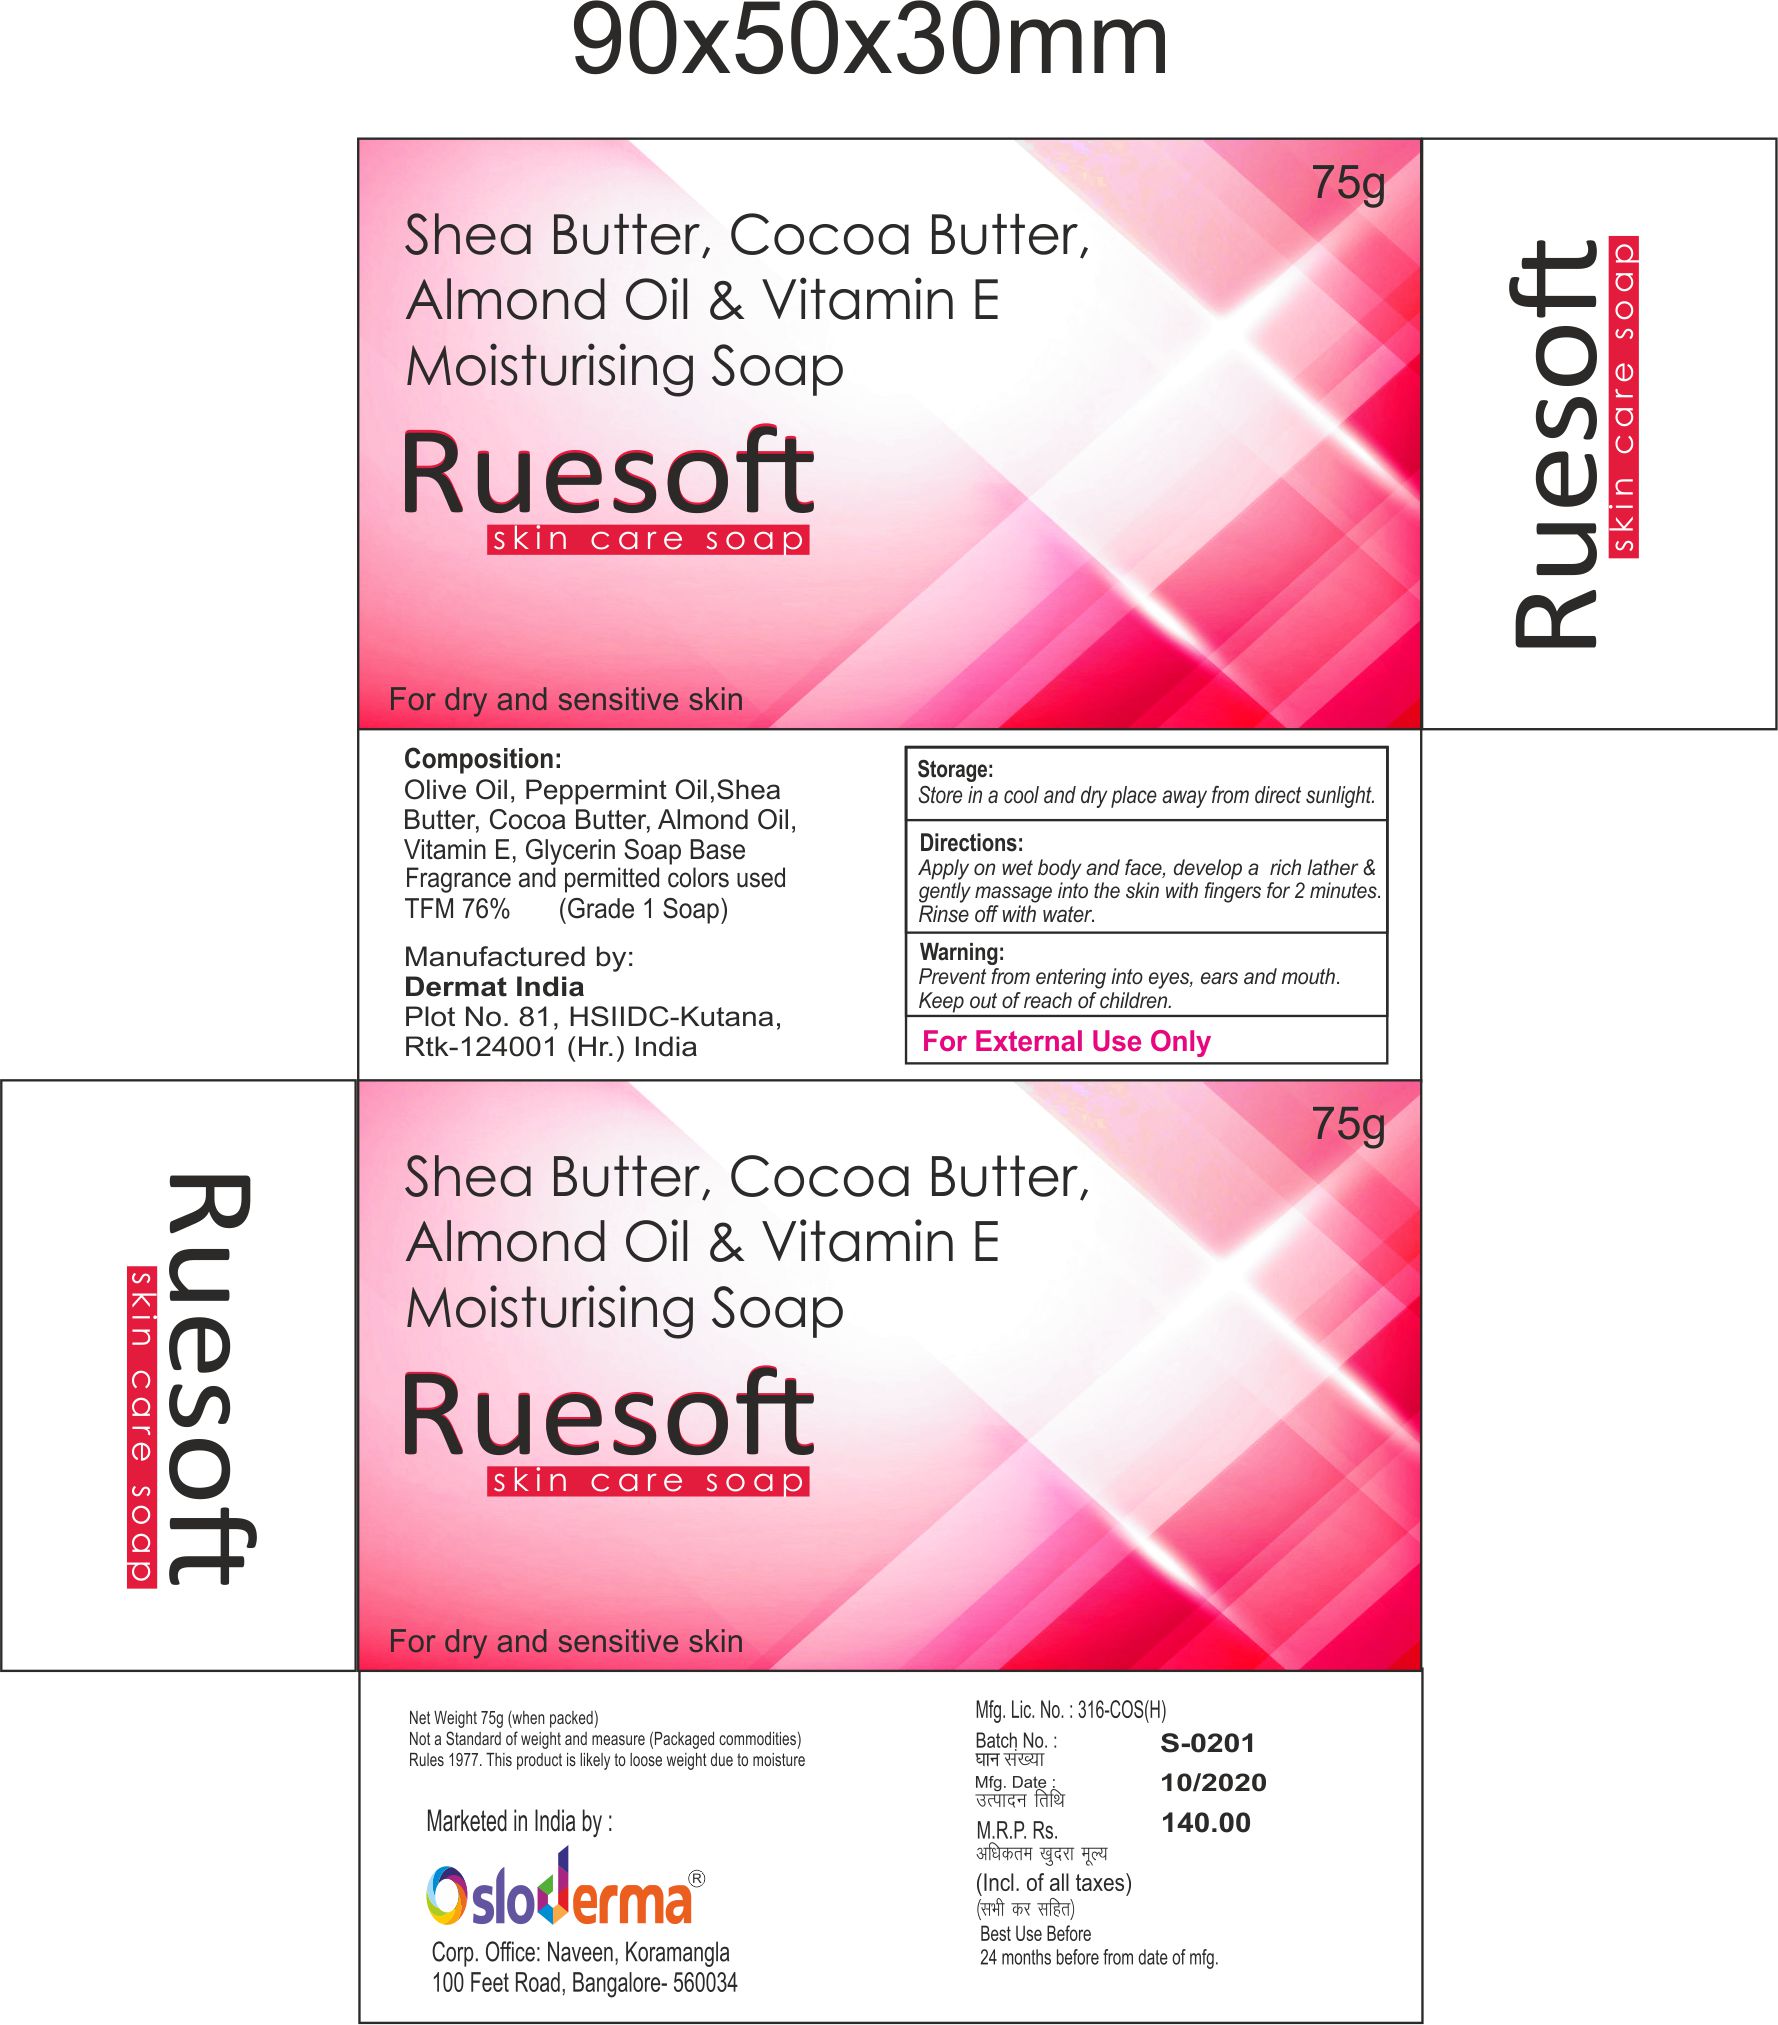 90x50x30mm
75g
Shea Butter, Cocoa Butter,
Almond Oil & Vitamin E
Moisturising Soap
Ruesoft
skin care soap
For dry and sensitive skin
Ruesoft
skin care soap
Composition:
Olive Oil, Peppermint Oil,Shea
Butter, Cocoa Butter, Almond Oil,
Vitamin E, Glycerin Soap Base
Fragrance and permitted colors used
TFM 76% (Grade 1 Soap)
Manufactured by:
Dermat India
Plot No. 81, HSIIDC-Kutana,
Rtk-124001 (Hr.) India
Storage:
Store in a cool and dry place away from direct sunlight.
Directions:
Apply on wet body and face, develop a rich lather &
gently massage into the skin with fingers for 2 minutes.
Rinse off with water.
Warning:
Prevent from entering into eyes, ears and mouth.
Keep out of reach of children.
For External Use Only
Ruesoft
skin care soap
75g
Shea Butter, Cocoa Butter,
Almond Oil & Vitamin E
Moisturising Soap
Ruesoft
skin care soap
For dry and sensitive skin
Net Weight 75g (when packed)
Not a Standard of weight and measure (Packaged commodities)
Rules 1977. This product is likely to loose weight due to moisture
Marketed in India by :
Osloderma®
Corp. Office: Naveen, Koramangla
100 Feet Road, Bangalore- 560034
Mfg. Lic. No. : 316-COS(H)
Batch No. : S-0201
घान संख्या
Mfg. Date : 10/2020
उत्पादन तिथि
M.R.P. Rs. 140.00
अधिकतम खुदरा मूल्य
(Incl. of all taxes)
(सभी कर सहित)
Best Use Before
24 months before from date of mfg.